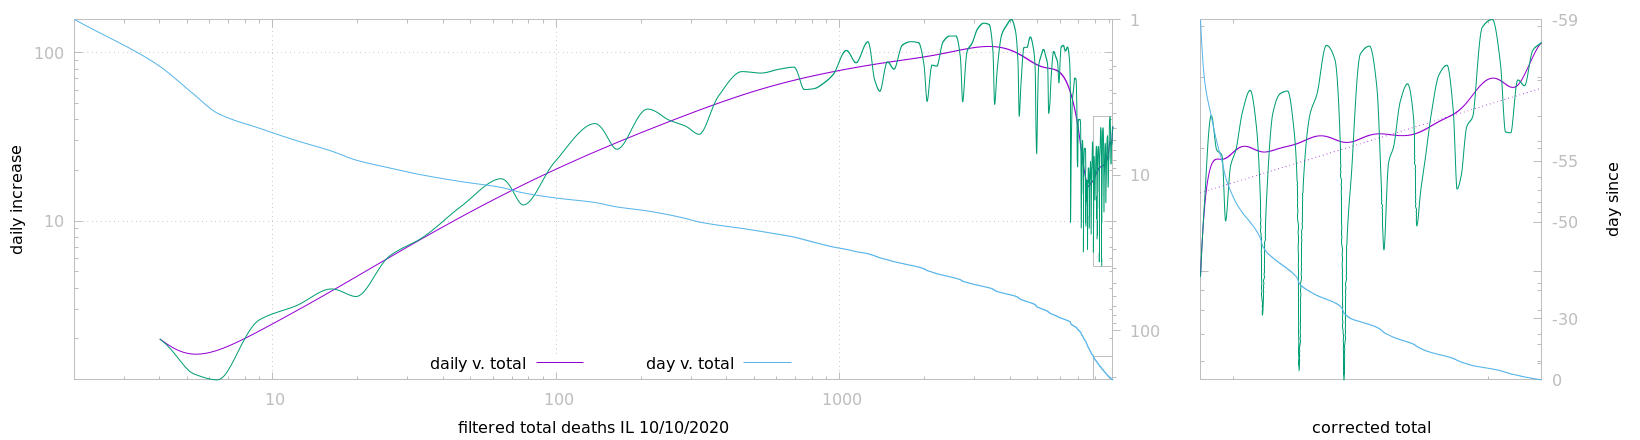 100
10
daily increase
daily v. total
day v. total
10
100
1000
filtered total deaths IL 10/10/2020
1
10
100
-59
-55
-50
-30
0
day since
corrected total